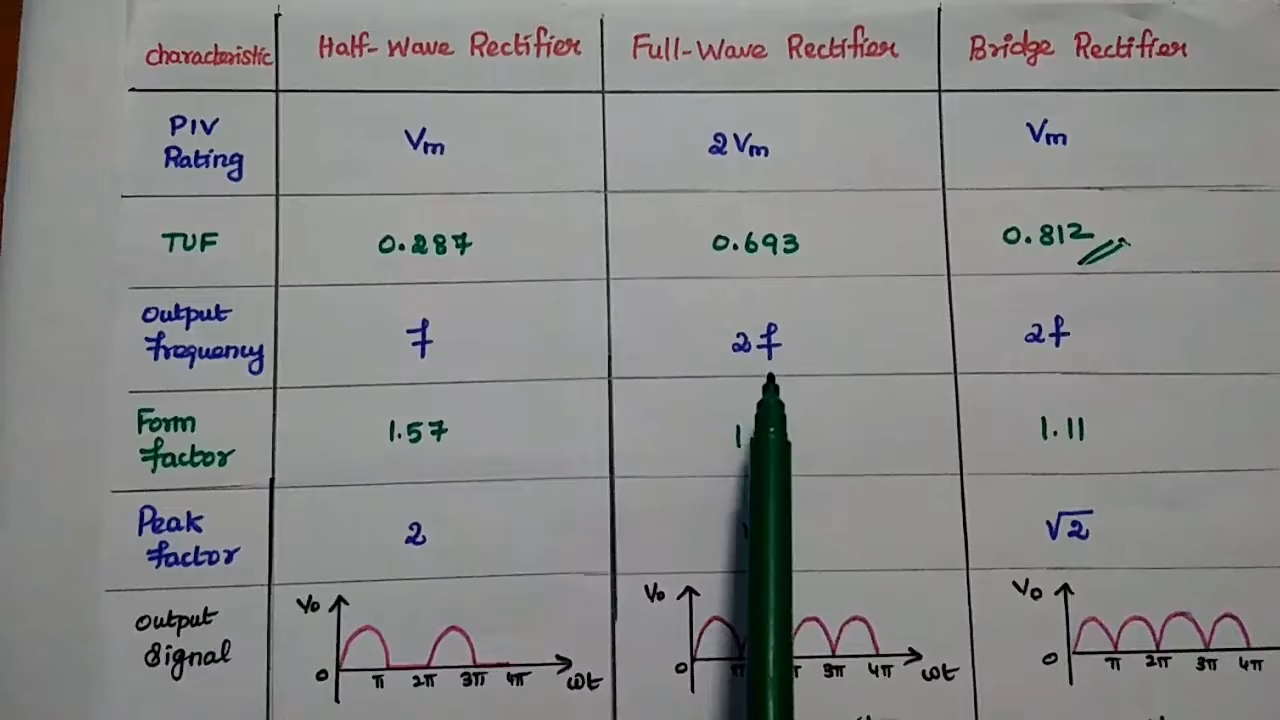 Characteristic Half-Wave Rectifier Full-Wave Rectifier Bridge Rectifier
PIV
Rating Vm 2Vm Vm
TUF 0.287 0.693 0.812
Output
frequency f 2f 2f
Form
factor 1.57 1 1.11
Peak
factor 2 √2
Output
Signal
Vo 0 π 2π 3π 4π ωt
Vo 0 π π 3π 4π ωt
Vo 0 π 2π 3π 4π